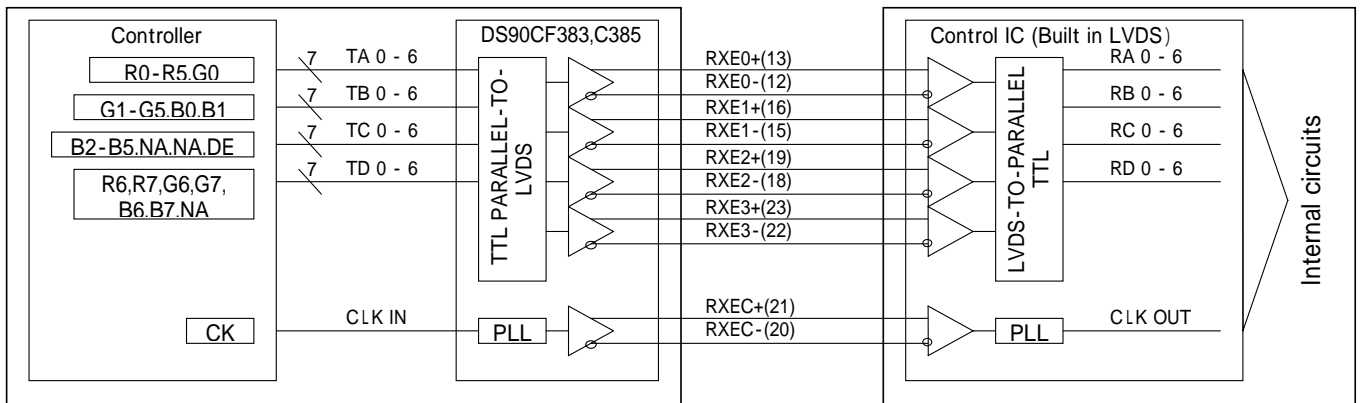 Controller
R0-R5.G0
G1-G5.B0.B1
B2-B5.NA.NA.DE
R6,R7,G6,G7,
B6.B7.NA
CK
7
TA 0 - 6
7
TB 0 - 6
7
TC 0 - 6
7
TD 0 - 6
CLK IN
DS90CF383,C385
TTL PARALLEL-TO-
LVDS
PLL
RXE0+(13)
RXE0-(12)
RXE1+(16)
RXE1-(15)
RXE2+(19)
RXE2-(18)
RXE3+(23)
RXE3-(22)
RXEC+(21)
RXEC-(20)
Control IC (Built in LVDS)
LVDS-TO-PARALLEL
TTL
PLL
RA 0 - 6
RB 0 - 6
RC 0 - 6
RD 0 - 6
CLK OUT
Internal circuits